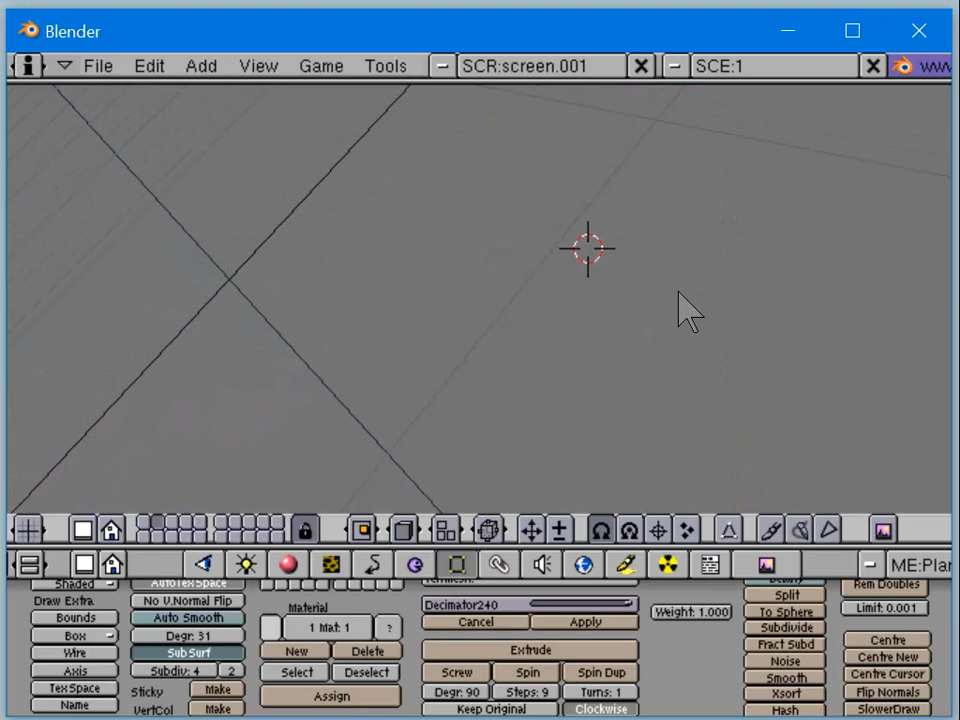 Blender
File Edit Add View Game Tools SCR:screen.001 SCE:1 www
ME:Plan
Shaded AutoTexSpace
Draw Extra No V.Normal Flip Material Decimator240 Weight: 1.000 Split Rem Doubles
Bounds Auto Smooth 1 Mat: 1 ? Cancel Apply To Sphere Limit: 0.001
Box Degr: 31 Subdivide
Wire SubSurf New Delete Extrude Fract Subd Centre
Axis Subdiv: 4 2 Select Deselect Screw Spin Spin Dup Noise Centre New
TexSpace Sticky Make Assign Degr: 90 Steps: 9 Turns: 1 Smooth Centre Cursor
Name VertCol Make Keep Original Clockwise Xsort Flip Normals
Hash SlowerDraw